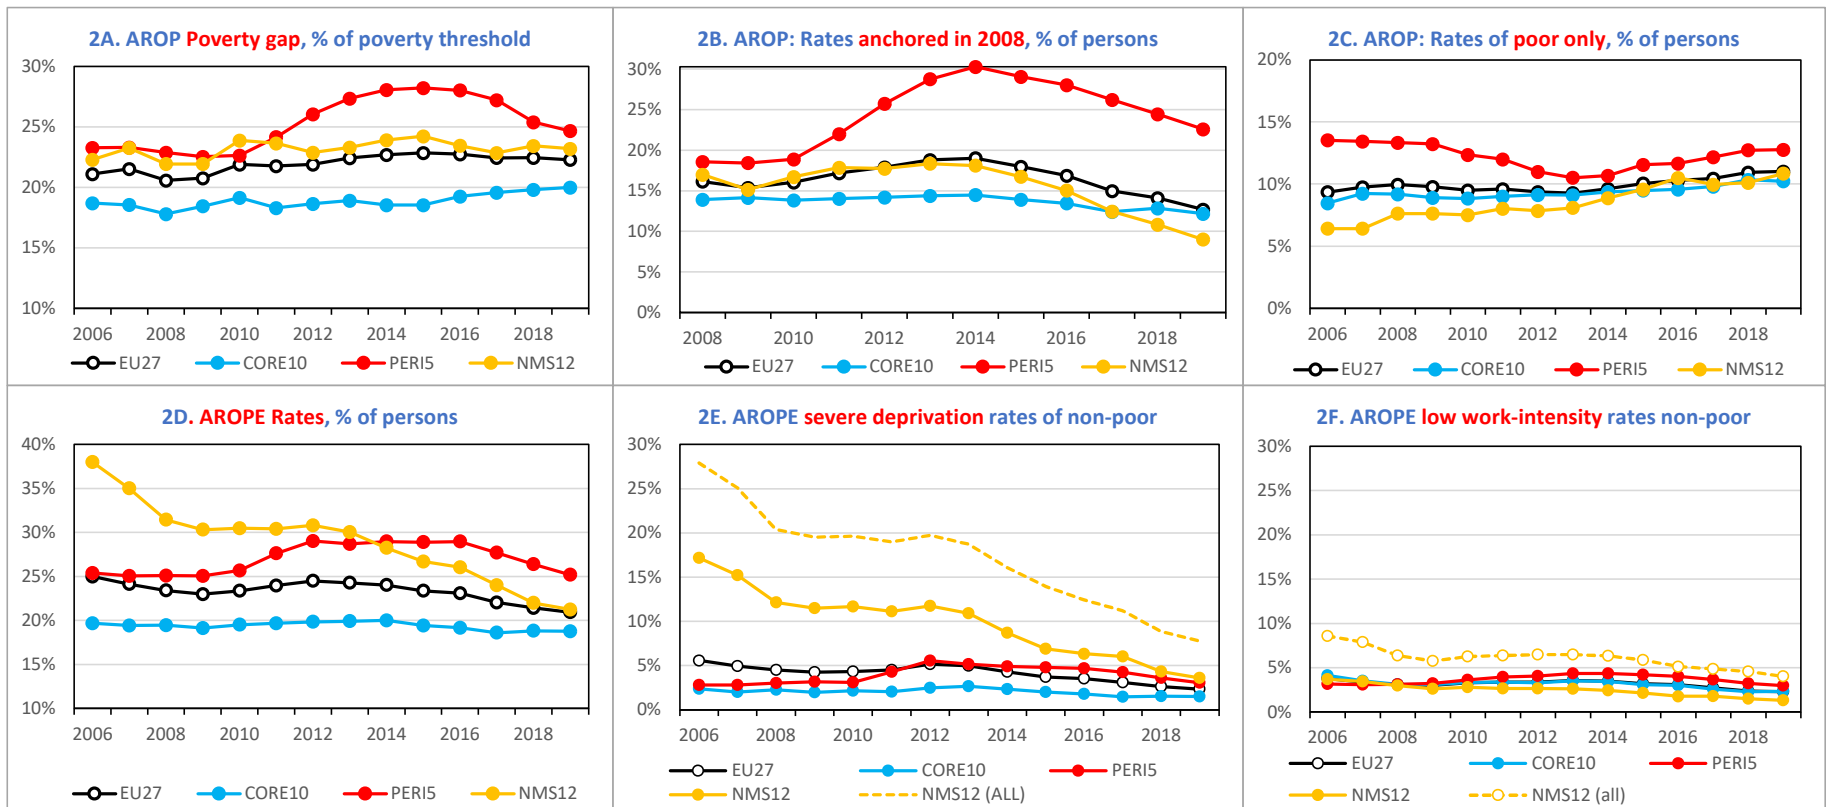 2A. AROP Poverty gap, % of poverty threshold
30%
25%
20%
15%
10%
2006 2008 2010 2012 2014 2016 2018
EU27 CORE10 PERI5 NMS12
2B. AROP: Rates anchored in 2008, % of persons
30%
25%
20%
15%
10%
5%
0%
2008 2010 2012 2014 2016 2018
EU27 CORE10 PERI5 NMS12
2C. AROP: Rates of poor only, % of persons
20%
15%
10%
5%
0%
2006 2008 2010 2012 2014 2016 2018
EU27 CORE10 PERI5 NMS12
2D. AROPE Rates, % of persons
40%
35%
30%
25%
20%
15%
10%
2006 2008 2010 2012 2014 2016 2018
EU27 CORE10 PERI5 NMS12
2E. AROPE severe deprivation rates of non-poor
30%
25%
20%
15%
10%
5%
0%
2006 2008 2010 2012 2014 2016 2018
EU27 CORE10 PERI5
NMS12 NMS12 (ALL)
2F. AROPE low work-intensity rates non-poor
30%
25%
20%
15%
10%
5%
0%
2006 2008 2010 2012 2014 2016 2018
EU27 CORE10 PERI5
NMS12 NMS12 (all)